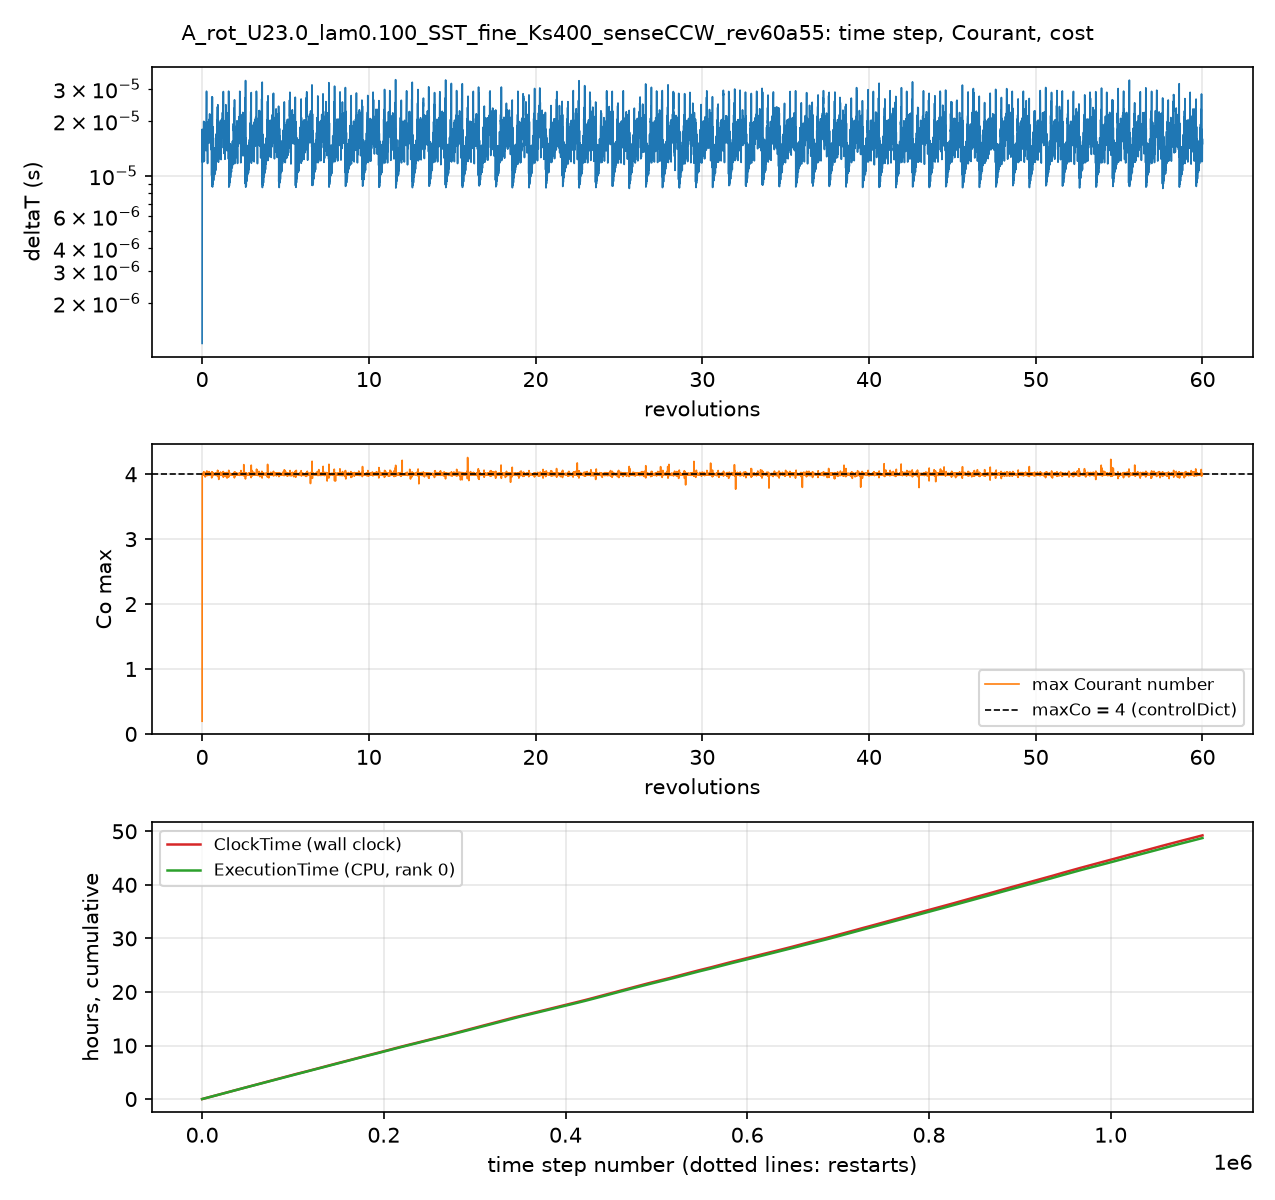 A_rot_U23.0_lam0.100_SST_fine_Ks400_senseCCW_rev60a55: time step, Courant, cost
deltaT (s)
3 × 10⁻⁵
2 × 10⁻⁵
10⁻⁵
6 × 10⁻⁶
4 × 10⁻⁶
3 × 10⁻⁶
2 × 10⁻⁶
0 10 20 30 40 50 60
revolutions
Co max
4
3
2
1
0
max Courant number
maxCo = 4 (controlDict)
0 10 20 30 40 50 60
revolutions
hours, cumulative
50
40
30
20
10
0
ClockTime (wall clock)
ExecutionTime (CPU, rank 0)
0.0 0.2 0.4 0.6 0.8 1.0
1e6
time step number (dotted lines: restarts)